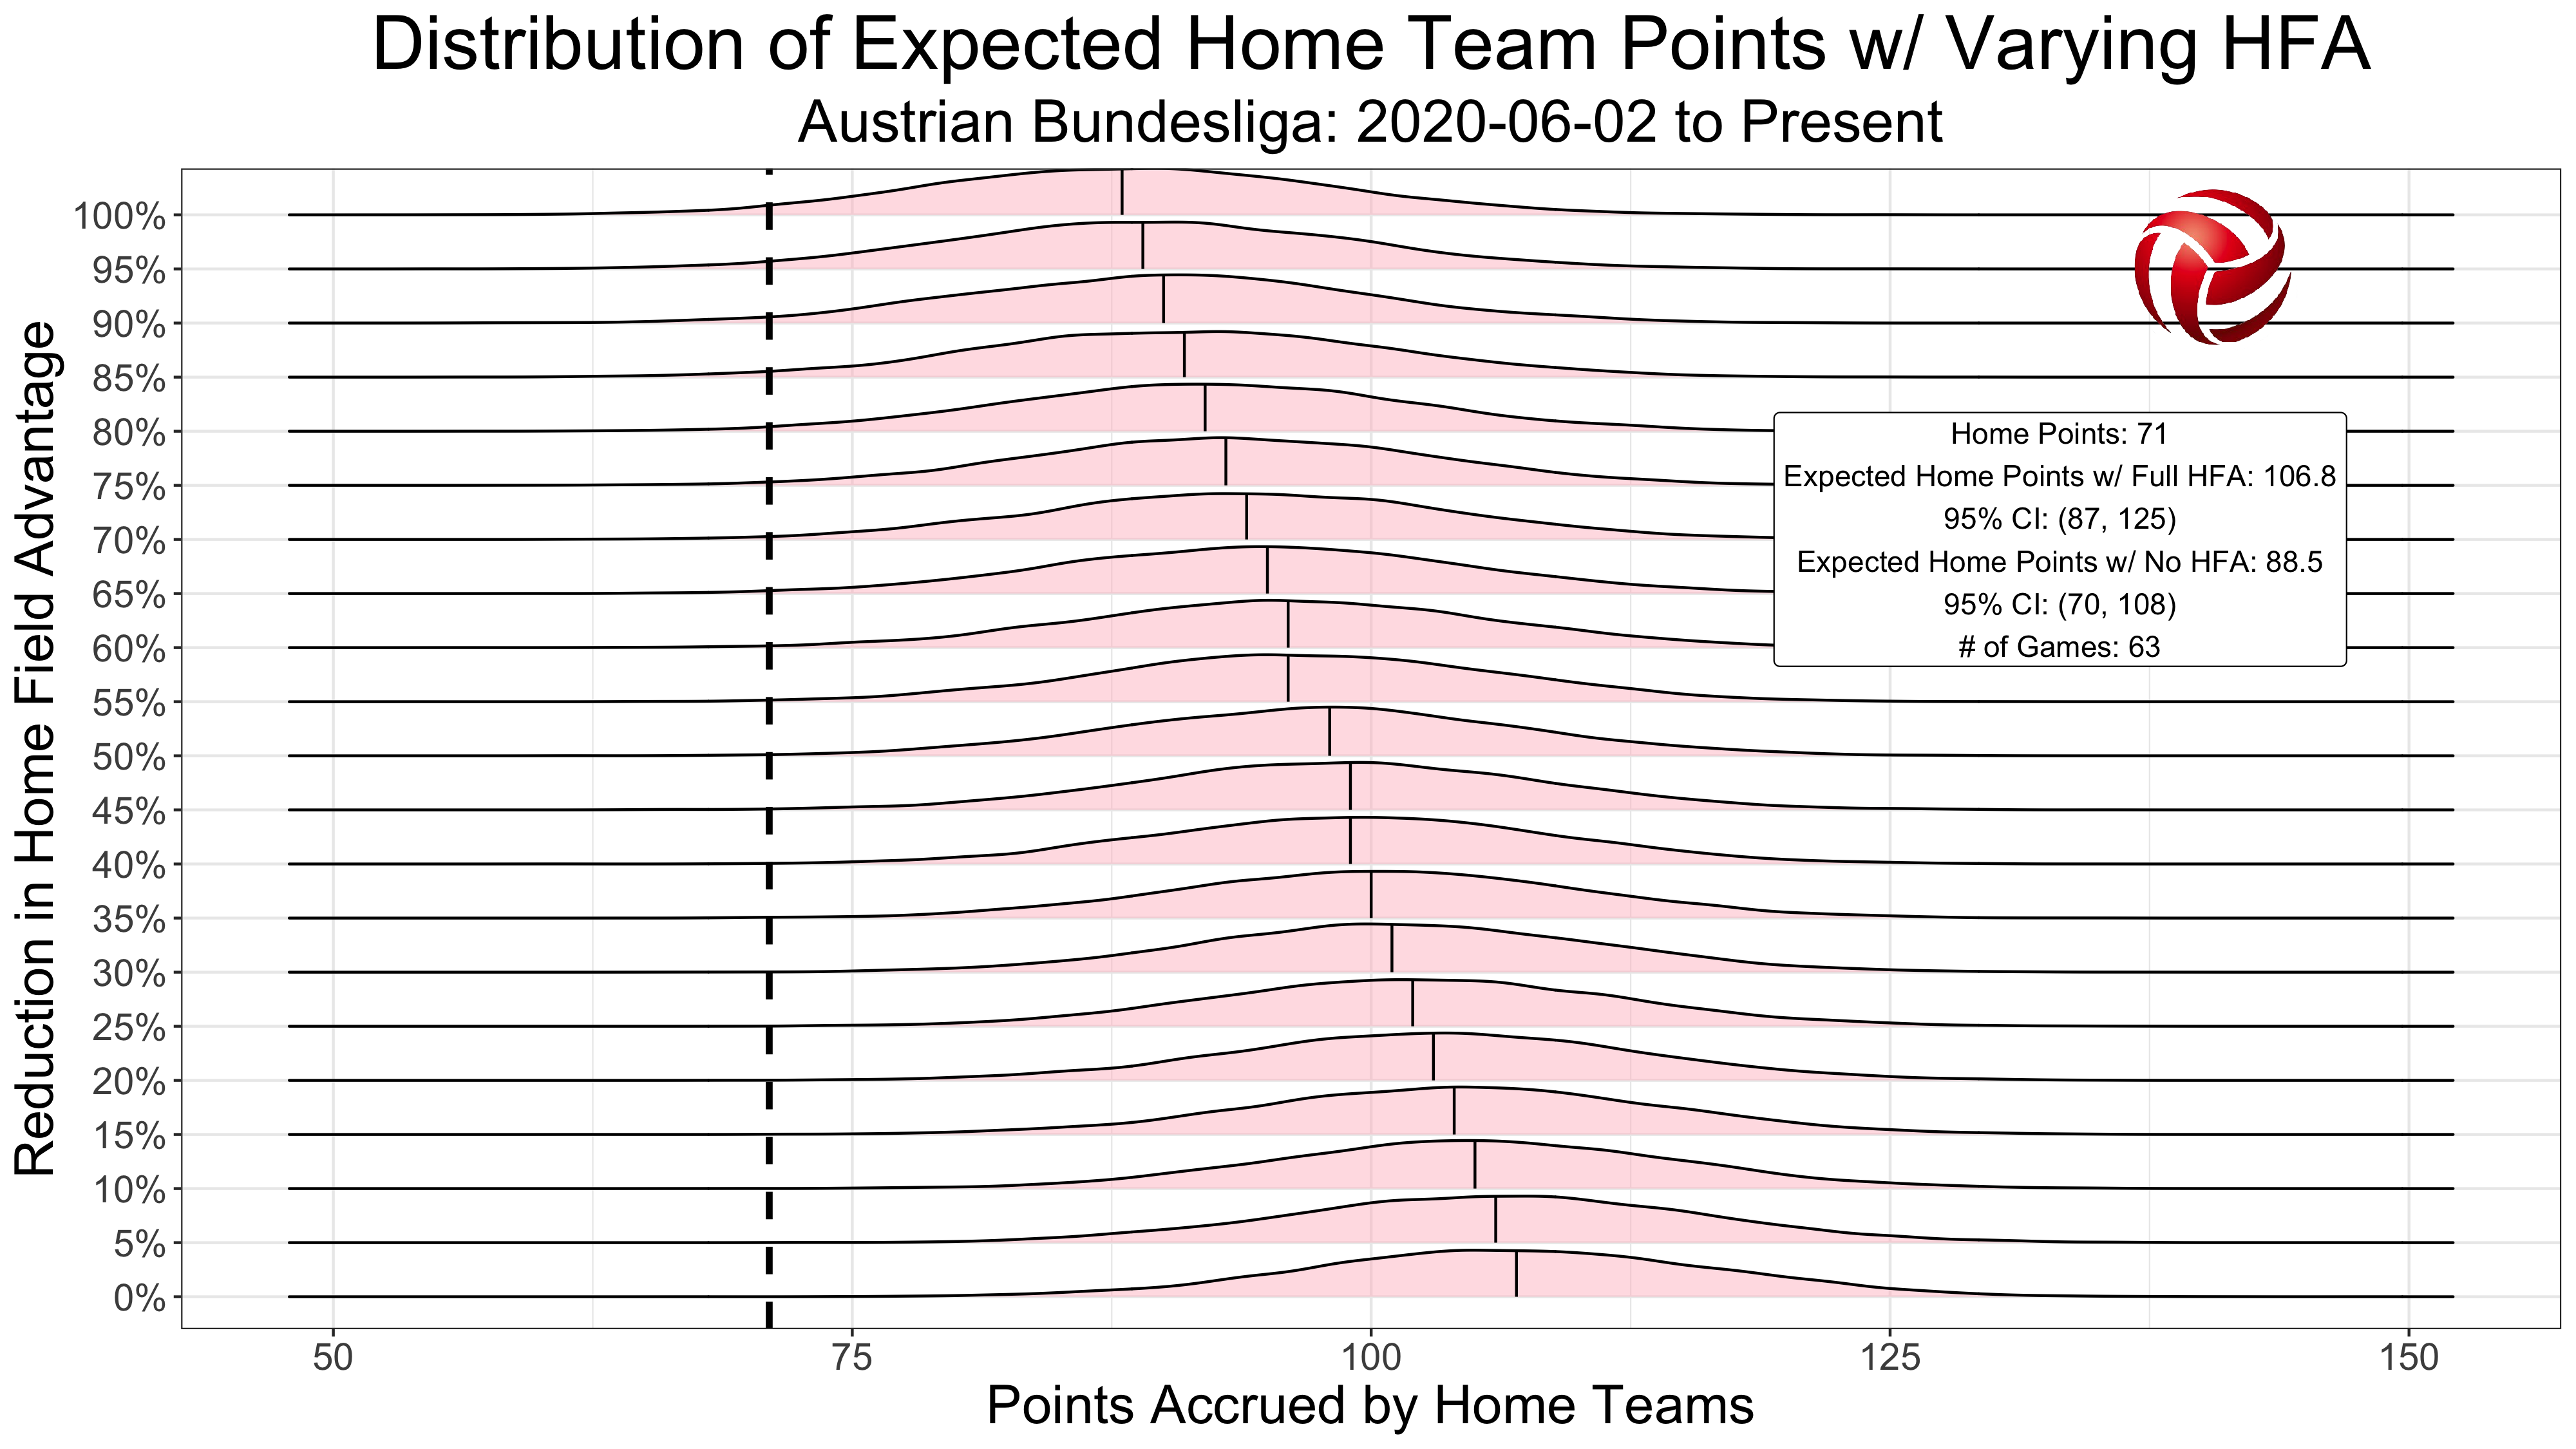 Distribution of Expected Home Team Points w/ Varying HFA
Austrian Bundesliga: 2020-06-02 to Present
Reduction in Home Field Advantage
100%
95%
90%
85%
80%
75%
70%
65%
60%
55%
50%
45%
40%
35%
30%
25%
20%
15%
10%
5%
0%
Home Points: 71
Expected Home Points w/ Full HFA: 106.8
95% CI: (87, 125)
Expected Home Points w/ No HFA: 88.5
95% CI: (70, 108)
# of Games: 63
50 75 100 125 150
Points Accrued by Home Teams